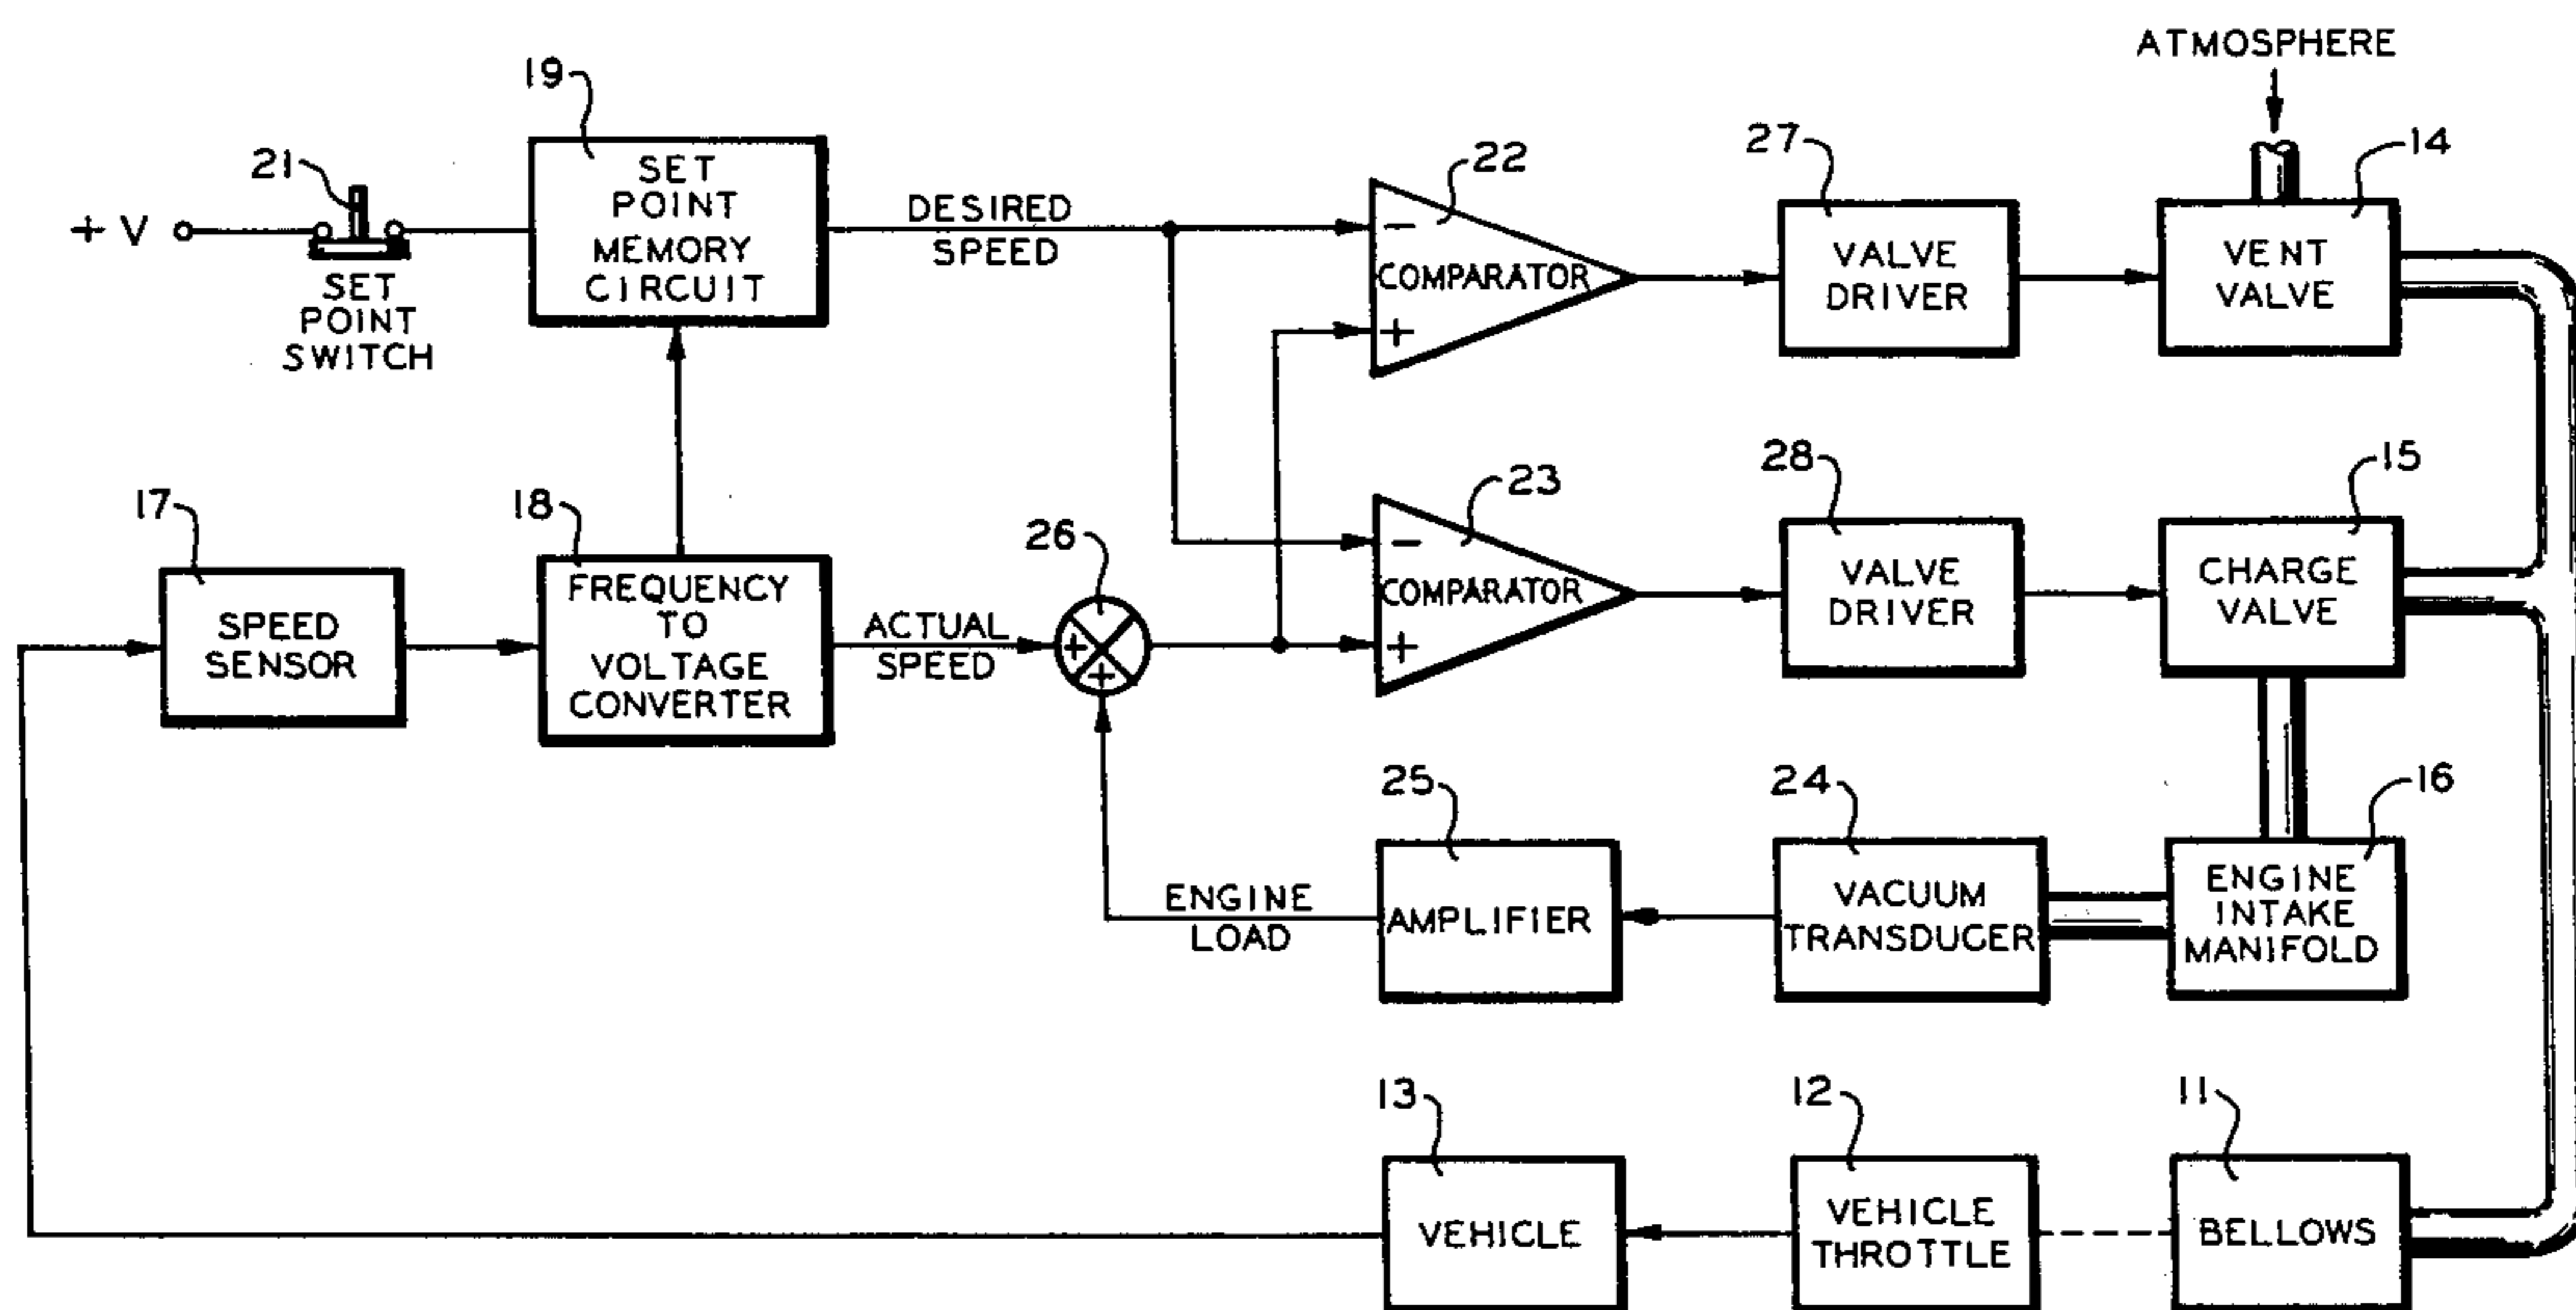 ATMOSPHERE
19
21
+ V
SET
POINT
SWITCH
SET
POINT
MEMORY
CIRCUIT
DESIRED
SPEED
22
−
COMPARATOR
+
27
VALVE
DRIVER
14
VENT
VALVE
17
SPEED
SENSOR
18
FREQUENCY
TO
VOLTAGE
CONVERTER
ACTUAL
SPEED
26
+
+
23
−
COMPARATOR
+
28
VALVE
DRIVER
15
CHARGE
VALVE
ENGINE
LOAD
25
AMPLIFIER
24
VACUUM
TRANSDUCER
16
ENGINE
INTAKE
MANIFOLD
13
VEHICLE
12
VEHICLE
THROTTLE
11
BELLOWS